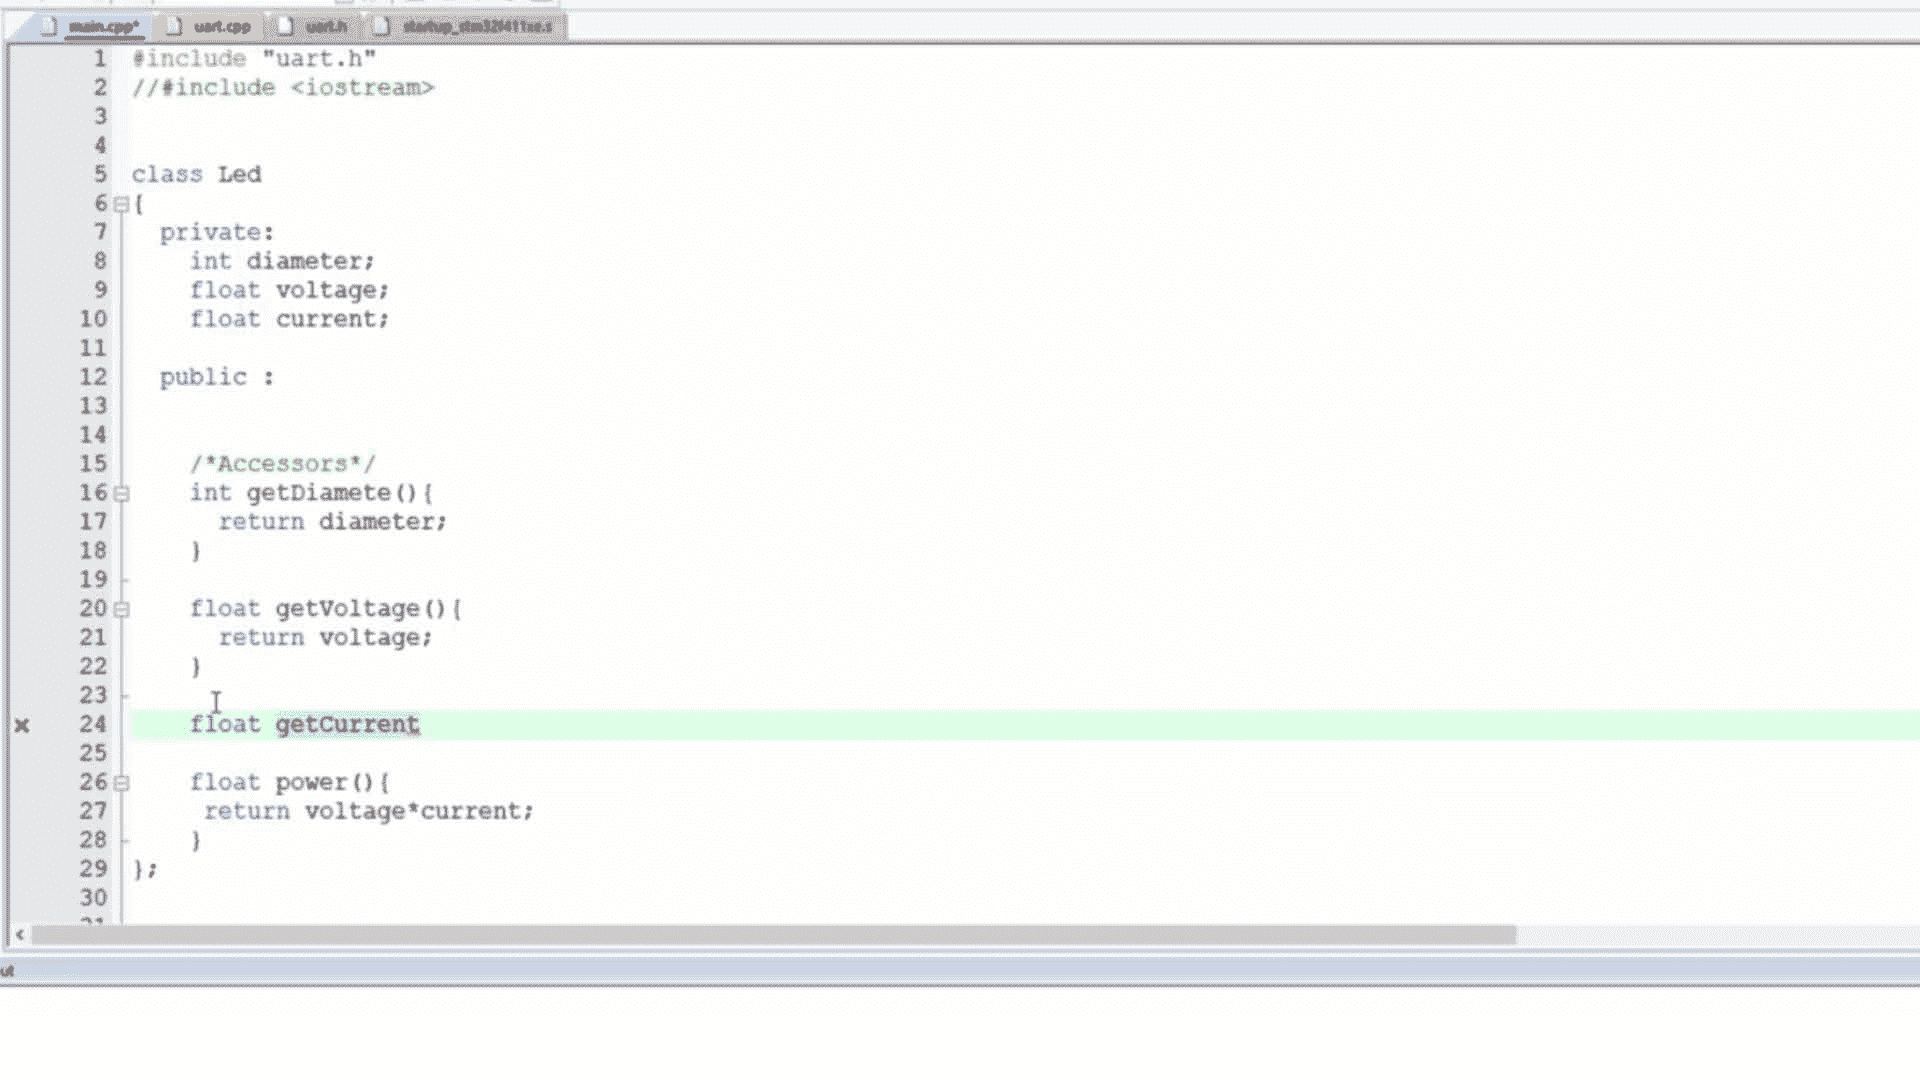 main.cpp* uart.cpp uart.h startup_stm32f411xe.s
1 #include "uart.h"
2 //#include <iostream>
3
4
5 class Led
6 {
7 private:
8 int diameter;
9 float voltage;
10 float current;
11
12 public :
13
14
15 /*Accessors*/
16 int getDiamete(){
17 return diameter;
18 }
19
20 float getVoltage(){
21 return voltage;
22 }
23
24 float getCurrent
25
26 float power(){
27 return voltage*current;
28 }
29 };
30
31
ut